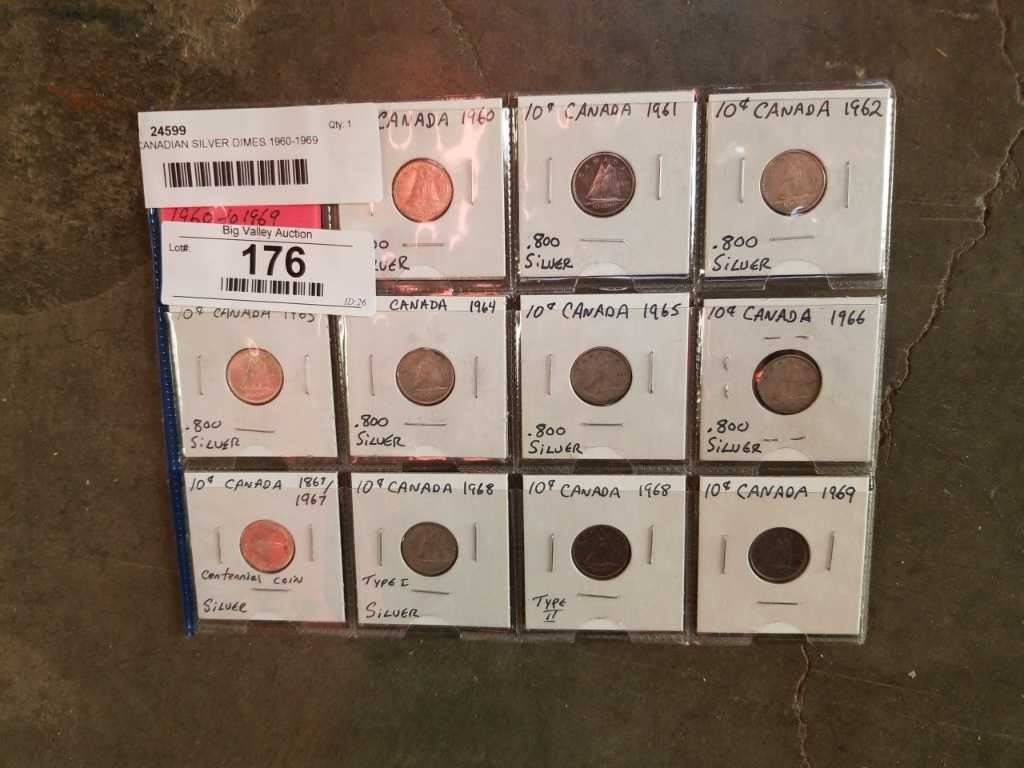 24599
Qty: 1
CANADIAN SILVER DIMES 1960-1969
1960 to 1969
Big Valley Auction
Lot#:
176
ID:26
CANADA 1960
SILVER
10¢ CANADA 1961
.800
SILVER
10¢ CANADA 1962
.800
SILVER
10¢ CANADA 1963
.800
SILVER
CANADA 1964
.800
SILVER
10¢ CANADA 1965
.800
SILVER
10¢ CANADA 1966
.800
SILVER
10¢ CANADA 1867/
1967
Centennial COIN
SILVER
10¢ CANADA 1968
TYPE I
SILVER
10¢ CANADA 1968
TYPE
II
10¢ CANADA 1969